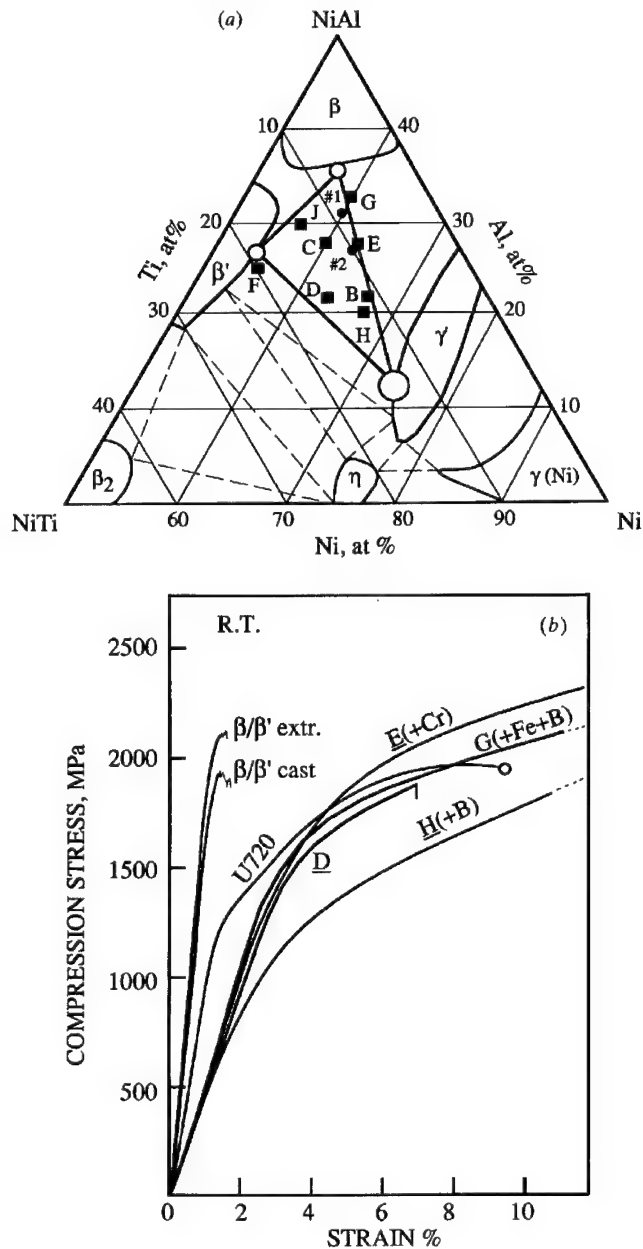 (a)
NiAl
β
10
40
#1
G
J
20
30
C
E
Ti, at%
Al, at%
#2
β'
F
D
B
30
H
20
γ'
40
10
β₂
η
γ (Ni)
NiTi
60
70
80
90
Ni
Ni, at %
R.T.
(b)
2500
E(+Cr)
β/β' extr.
G(+Fe+B)
2000
β/β' cast
U720
H(+B)
D
1500
COMPRESSION STRESS, MPa
1000
500
0
2
4
6
8
10
STRAIN %